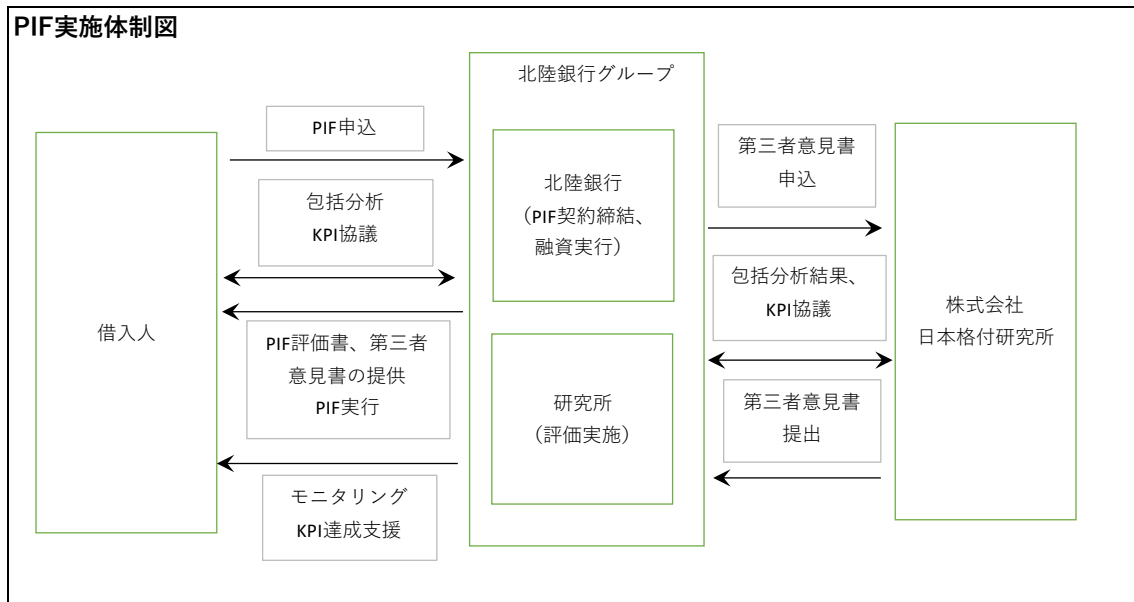 PIF実施体制図
北陸銀行グループ
PIF申込
包括分析
KPI協議
借入人
PIF評価書、第三者
意見書の提供
PIF実行
モニタリング
KPI達成支援
北陸銀行
（PIF契約締結、
融資実行）
研究所
（評価実施）
第三者意見書
申込
包括分析結果、
KPI協議
第三者意見書
提出
株式会社
日本格付研究所